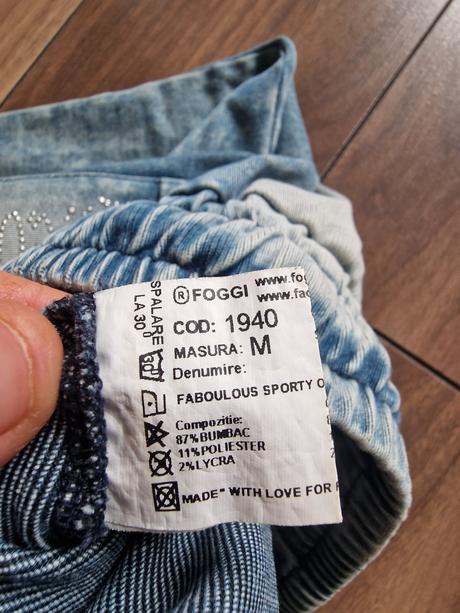 ® FOGGI www.fog
www.fac
COD: 1940
MASURA: M
Denumire:
FABOULOUS SPORTY O
Compozitie:
87%BUMBAC
11%POLIESTER
2%LYCRA
MADE" WITH LOVE FOR F
SPALARE
LA 30